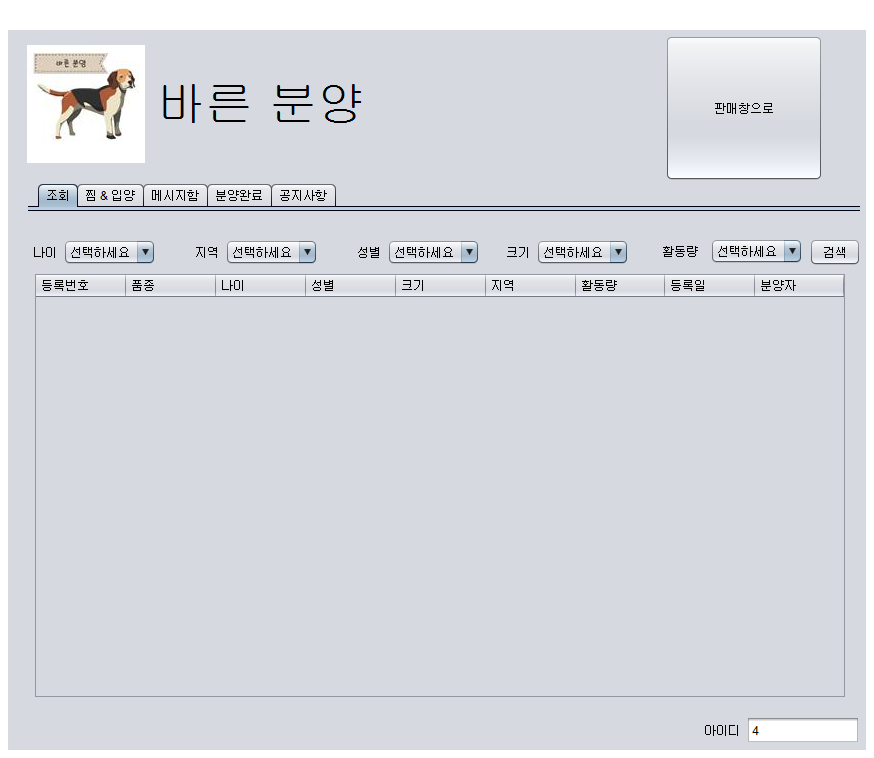 바른 분양
바른 분양
판매창으로
조회 찜 & 입양 메시지함 분양완료 공지사항
나이 선택하세요 지역 선택하세요 성별 선택하세요 크기 선택하세요 활동량 선택하세요 검색
등록번호 품종 나이 성별 크기 지역 활동량 등록일 분양자
아이디 4